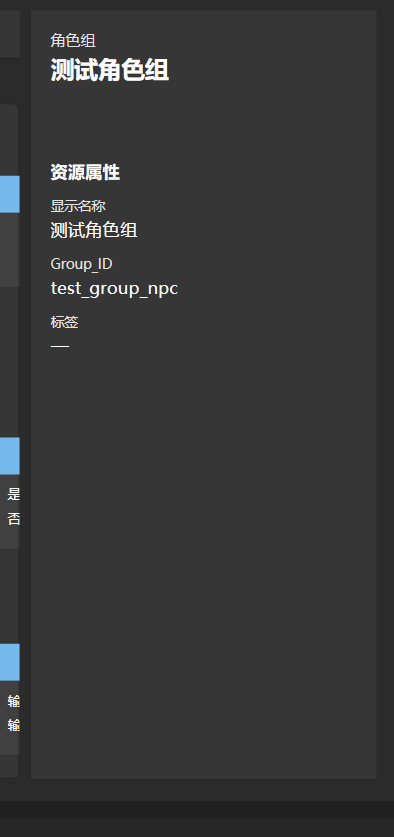 角色组
测试角色组
资源属性
显示名称
测试角色组
Group_ID
test_group_npc
标签
—
是
否
输
输